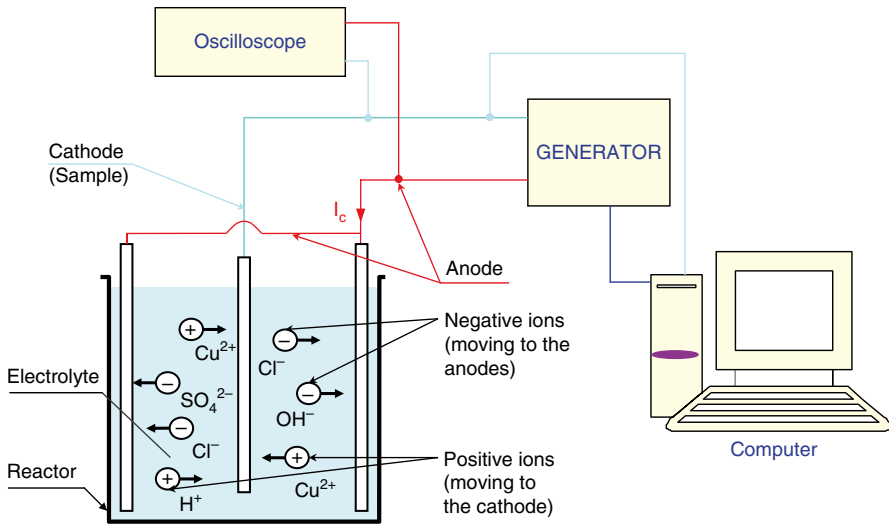 Oscilloscope
GENERATOR
Cathode
(Sample)
I_c
Anode
Negative ions
(moving to the
anodes)
+
Cu²⁺
−
Cl⁻
Electrolyte
−
SO₄²⁻
−
OH⁻
−
Cl⁻
Computer
Reactor
+
H⁺
+
Cu²⁺
Positive ions
(moving to
the cathode)